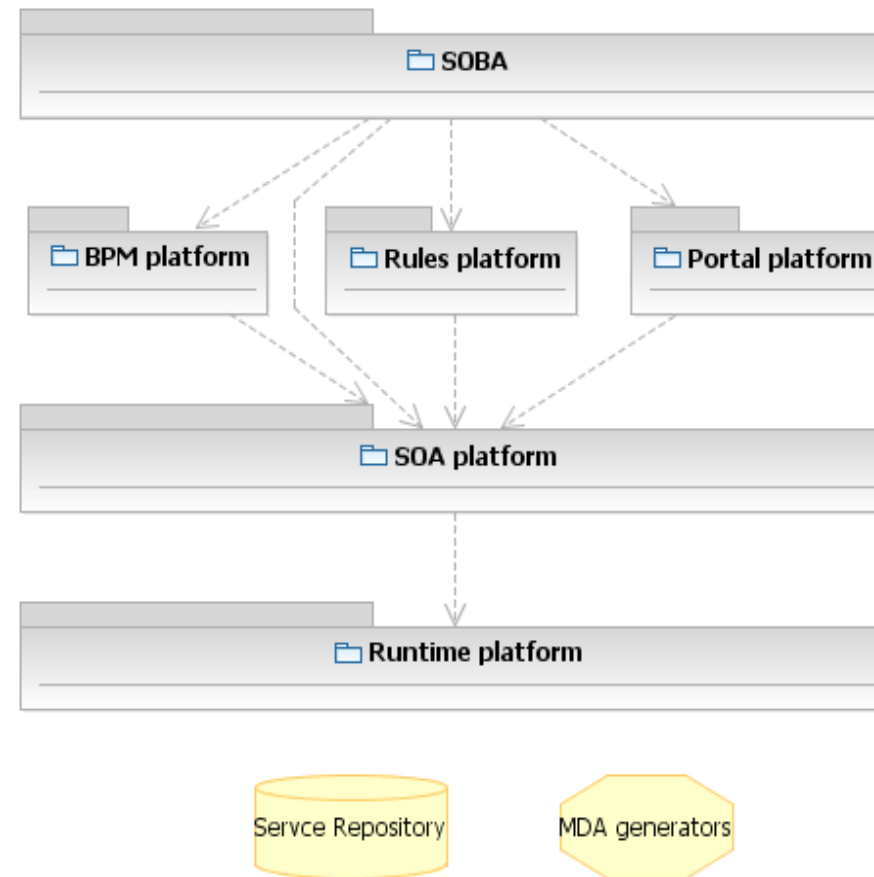 SOBA
BPM platform
Rules platform
Portal platform
SOA platform
Runtime platform
Servce Repository
MDA generators